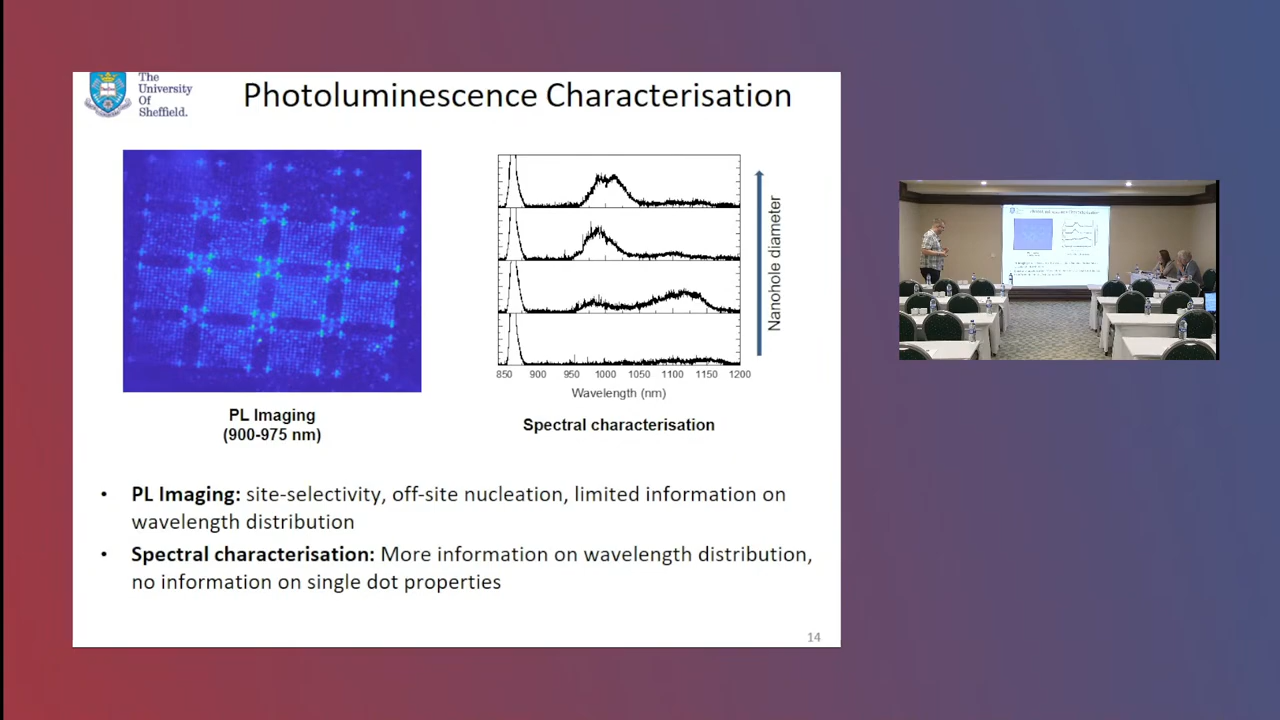 The
University
Of
Sheffield.
Photoluminescence Characterisation
PL Imaging
(900-975 nm)
Nanohole diameter
850 900 950 1000 1050 1100 1150 1200
Wavelength (nm)
Spectral characterisation
• PL Imaging: site-selectivity, off-site nucleation, limited information on
wavelength distribution
• Spectral characterisation: More information on wavelength distribution,
no information on single dot properties
14